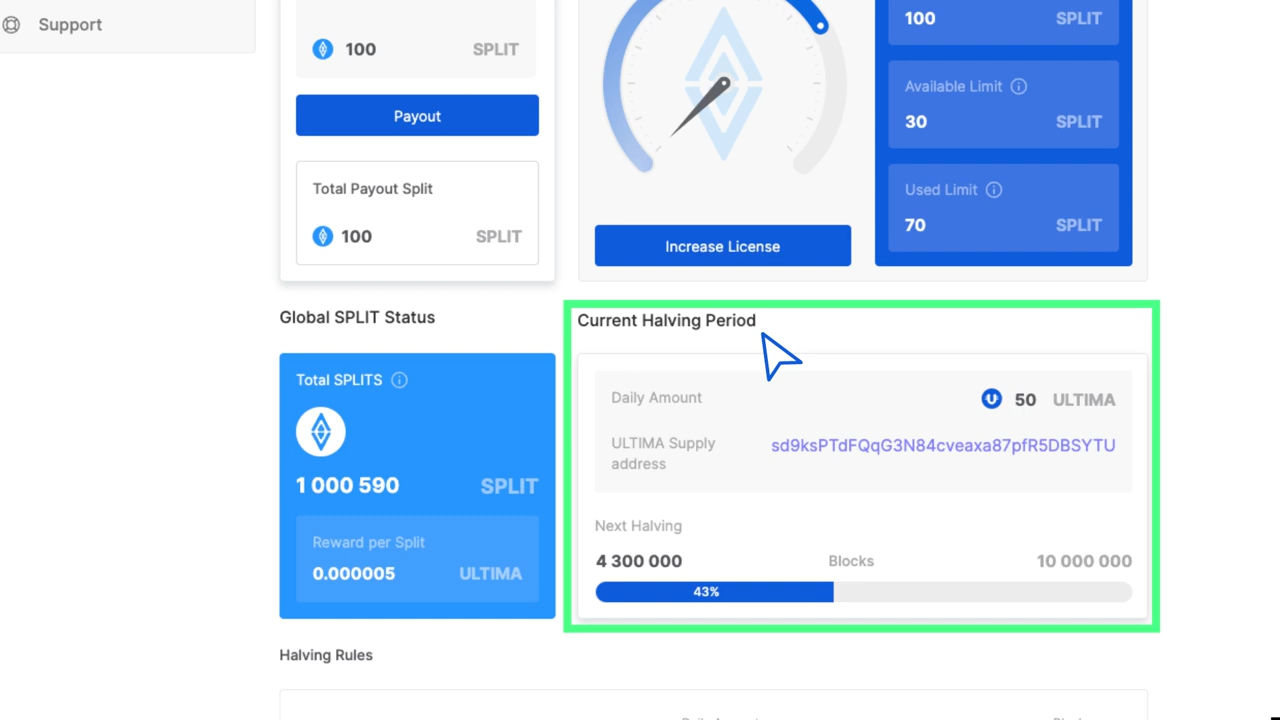 Support
100 SPLIT
Payout
Total Payout Split
100 SPLIT
Increase License
100 SPLIT
Available Limit
30 SPLIT
Used Limit
70 SPLIT
Global SPLIT Status
Total SPLITS
1 000 590 SPLIT
Reward per Split
0.000005 ULTIMA
Current Halving Period
Daily Amount 50 ULTIMA
ULTIMA Supply
address
sd9ksPTdFQqG3N84cveaxa87pfR5DBSYTU
Next Halving
4 300 000 Blocks 10 000 000
43%
Halving Rules